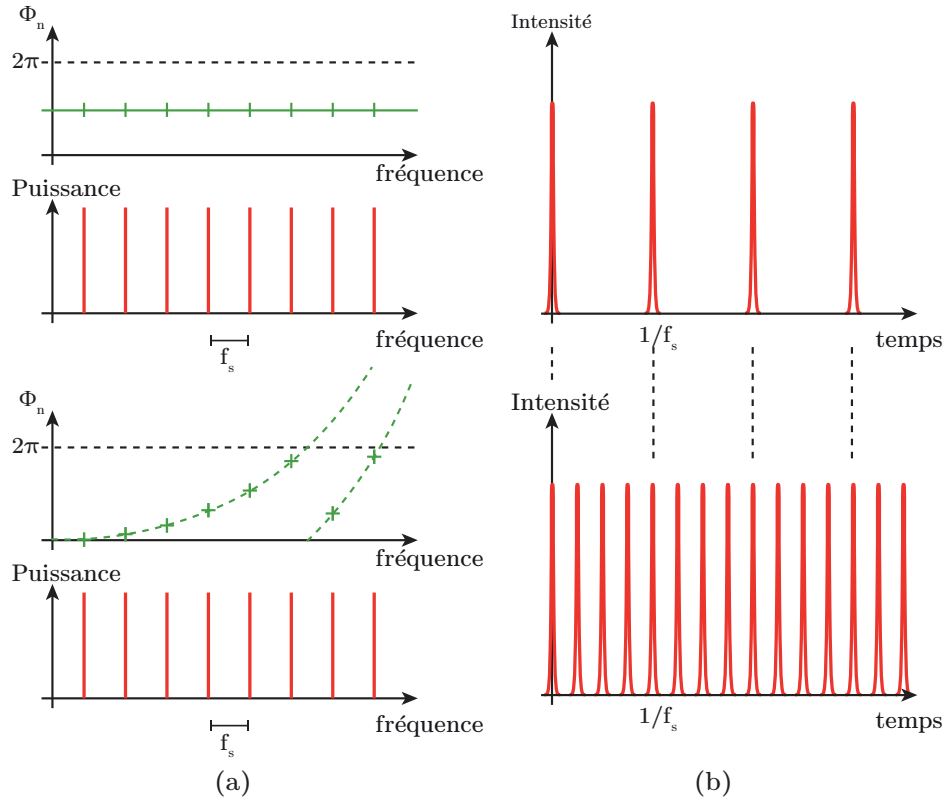 Φn
2π
fréquence
Puissance
fréquence
fs
Φn
2π
Puissance
fréquence
fs
(a)
Intensité
1/fs
temps
Intensité
1/fs
temps
(b)